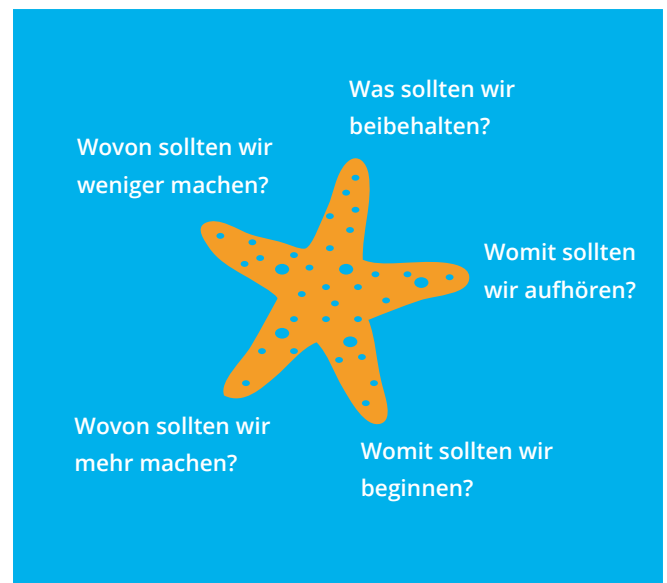 Was sollten wir
beibehalten?
Wovon sollten wir
weniger machen?
Womit sollten
wir aufhören?
Wovon sollten wir
mehr machen?
Womit sollten wir
beginnen?